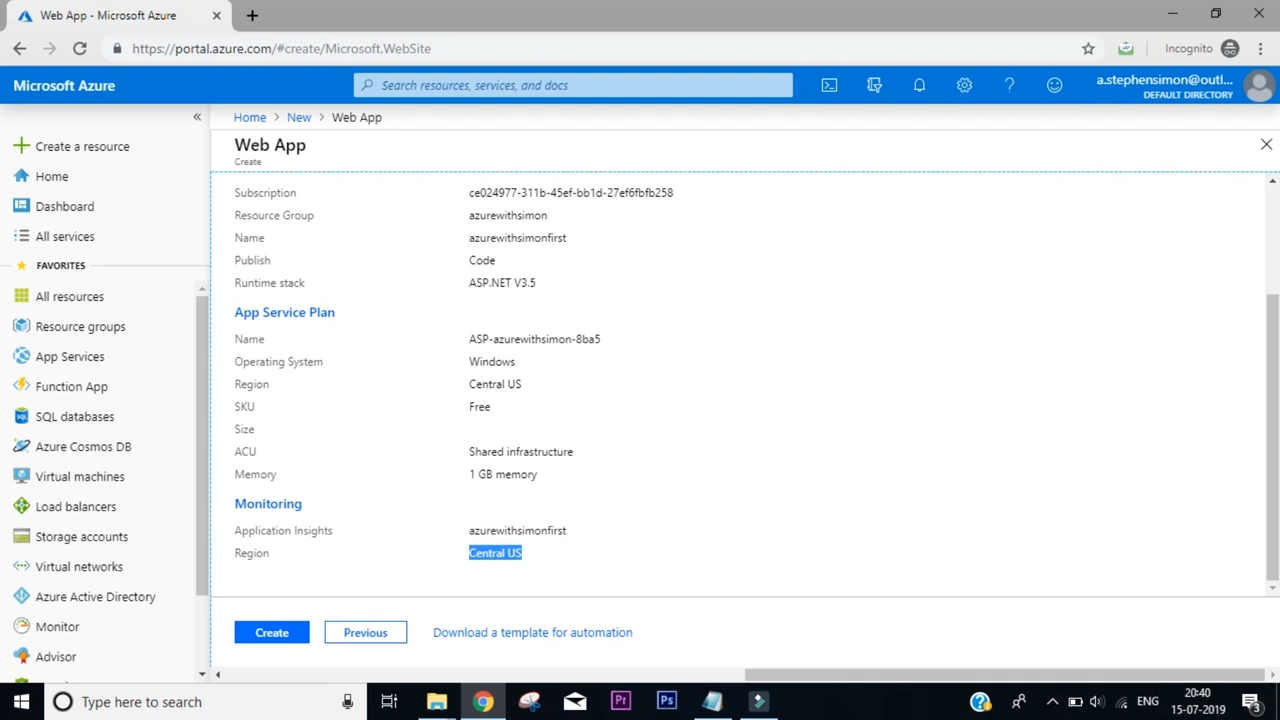 Web App - Microsoft Azure
https://portal.azure.com/#create/Microsoft.WebSite
Incognito
Microsoft Azure
Search resources, services, and docs
a.stephensimon@outl...
DEFAULT DIRECTORY
Home > New > Web App
Web App
Create
Create a resource
Home
Dashboard
All services
FAVORITES
All resources
Resource groups
App Services
Function App
SQL databases
Azure Cosmos DB
Virtual machines
Load balancers
Storage accounts
Virtual networks
Azure Active Directory
Monitor
Advisor
Subscription ce024977-311b-45ef-bb1d-27ef6fbfb258
Resource Group azurewithsimon
Name azurewithsimonfirst
Publish Code
Runtime stack ASP.NET V3.5
App Service Plan
Name ASP-azurewithsimon-8ba5
Operating System Windows
Region Central US
SKU Free
Size
ACU Shared infrastructure
Memory 1 GB memory
Monitoring
Application Insights azurewithsimonfirst
Region Central US
Create Previous Download a template for automation
Type here to search
Pr
Ps
ENG
20:40
15-07-2019
3